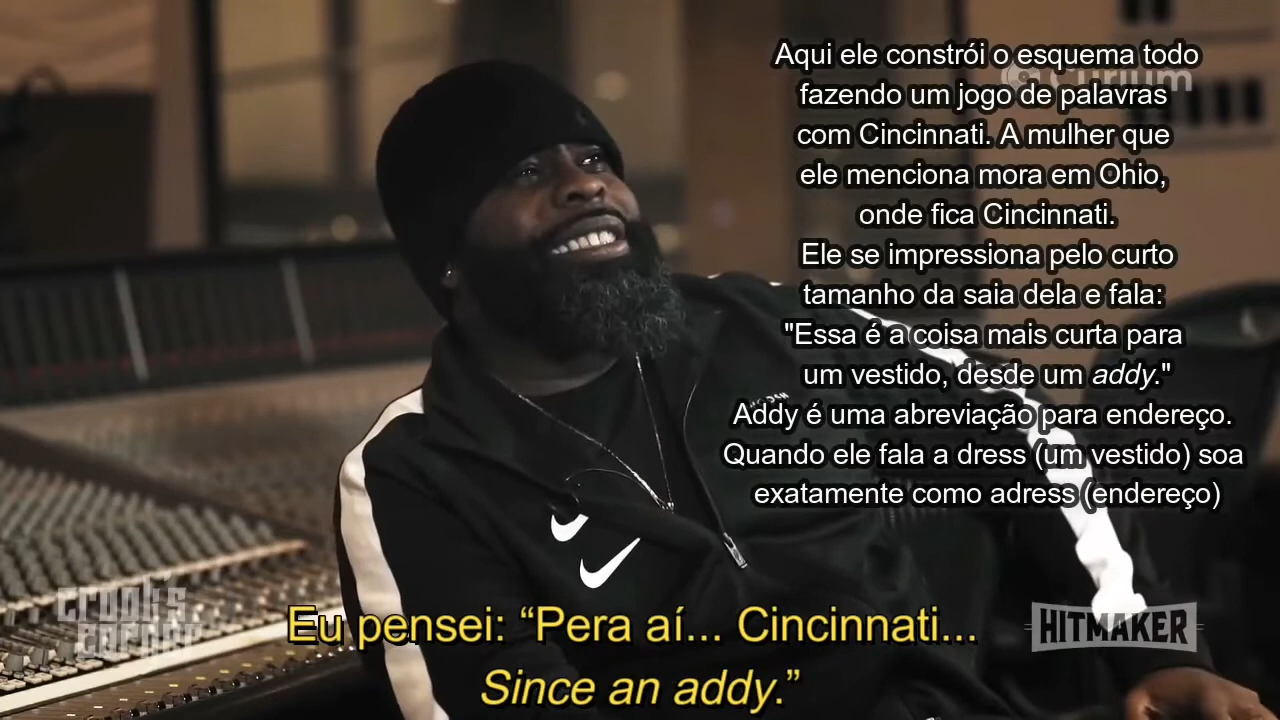 Aqui ele constrói o esquema todo
fazendo um jogo de palavras
com Cincinnati. A mulher que
ele menciona mora em Ohio,
onde fica Cincinnati.
Ele se impressiona pelo curto
tamanho da saia dela e fala:
"Essa é a coisa mais curta para
um vestido, desde um addy."
Addy é uma abreviação para endereço.
Quando ele fala a dress (um vestido) soa
exatamente como adress (endereço)
Curium
crook's
corner
HITMAKER
Eu pensei: “Pera aí... Cincinnati...
Since an addy.”